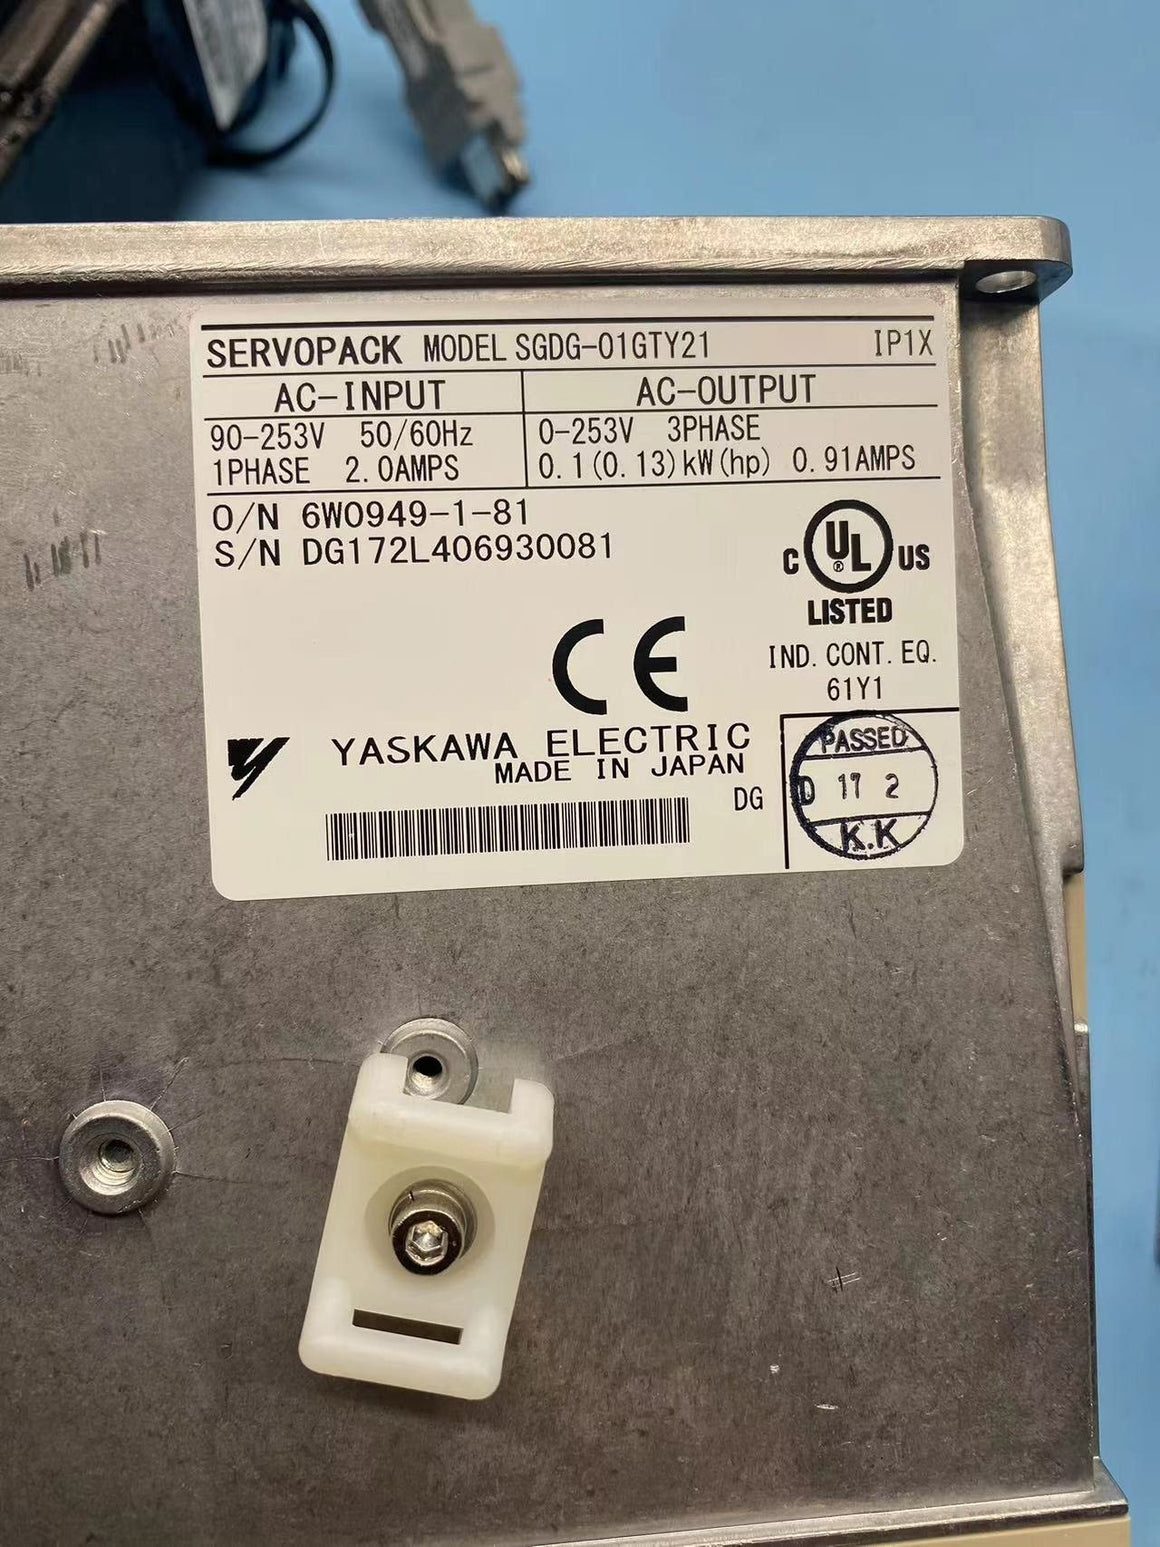 SERVOPACK MODEL SGDG-01GTY21 IP1X
AC-INPUT
AC-OUTPUT
90-253V 50/60Hz
1PHASE 2.0AMPS
0-253V 3PHASE
0.1(0.13)kW(hp) 0.91AMPS
O/N 6W0949-1-81
S/N DG172L406930081
C UL ® US
LISTED
IND. CONT. EQ.
61Y1
CE
YASKAWA ELECTRIC
MADE IN JAPAN
DG
PASSED
D 17 2
K.K